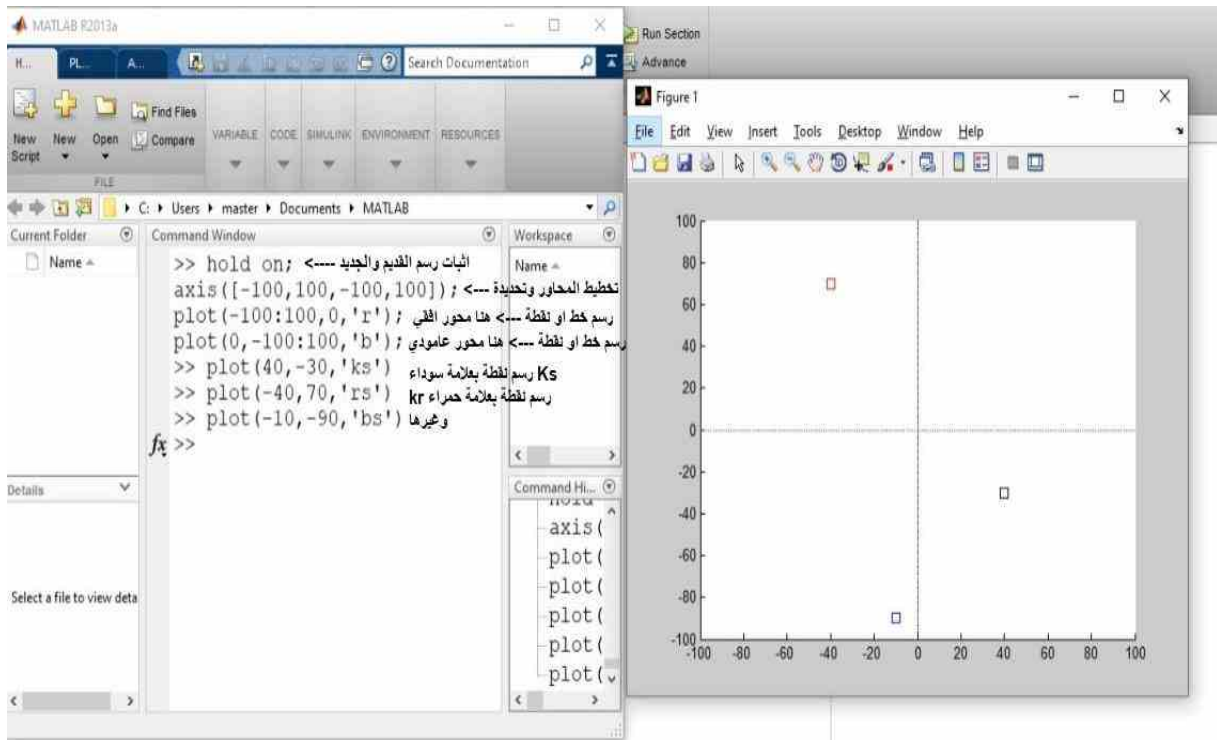 MATLAB R2013a
H... PL... A... Search Documentation
New Script New Open Find Files Compare VARIABLE CODE SIMULINK ENVIRONMENT RESOURCES
FILE
C: Users master Documents MATLAB
Current Folder Command Window Workspace
Name
Name
>> hold on; اثبات رسم القديم والجديد ---->
axis([-100,100,-100,100]); تخطيط المحاور وتحديدة --->
plot(-100:100,0,'r'); رسم خط او نقطة ---> هنا محور افقي
plot(0,-100:100,'b'); رسم خط او نقطة ---> هنا محور عامودي
>> plot(40,-30,'ks') Ks رسم نقطة بعلامة سوداء
>> plot(-40,70,'rs') رسم نقطة بعلامة حمراء kr
>> plot(-10,-90,'bs') وغيرها
fx >>
Details
Select a file to view deta
Command Hi...
axis(
plot(
plot(
plot(
plot(
plot(
Run Section
Advance
Figure 1
File Edit View Insert Tools Desktop Window Help
100
80
60
40
20
0
-20
-40
-60
-80
-100
-100 -80 -60 -40 -20 0 20 40 60 80 100